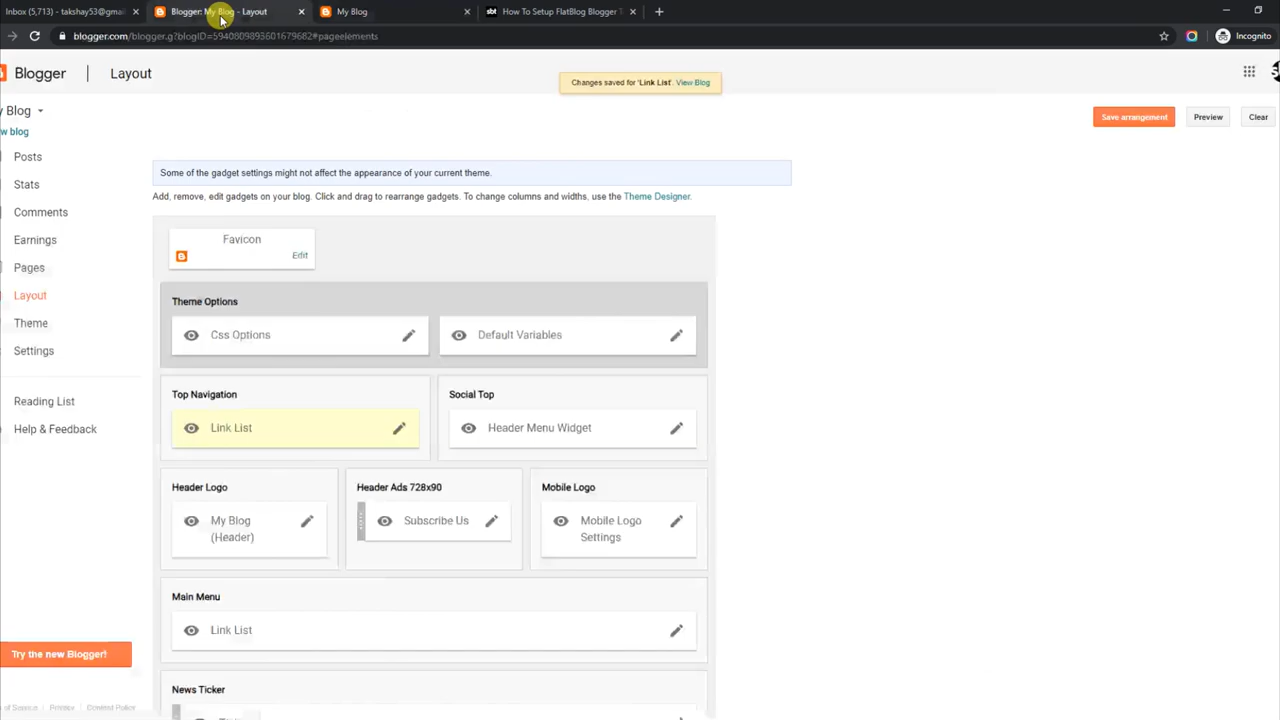 Inbox (5,713) - takshay53@gmail
Blogger: My Blog - Layout
My Blog
How To Setup FlatBlog Blogger T
blogger.com/blogger.g?blogID=5940809893601679682#pageelements
Incognito
Blogger
Layout
Changes saved for 'Link List'. View Blog
y Blog
w blog
Save arrangement
Preview
Clear
Posts
Stats
Comments
Earnings
Pages
Layout
Theme
Settings
Reading List
Help & Feedback
Some of the gadget settings might not affect the appearance of your current theme.
Add, remove, edit gadgets on your blog. Click and drag to rearrange gadgets. To change columns and widths, use the Theme Designer.
Favicon
Edit
Theme Options
Css Options
Default Variables
Top Navigation
Link List
Social Top
Header Menu Widget
Header Logo
My Blog
(Header)
Header Ads 728x90
Subscribe Us
Mobile Logo
Mobile Logo
Settings
Main Menu
Link List
News Ticker
Try the new Blogger!
Privacy
Content Policy